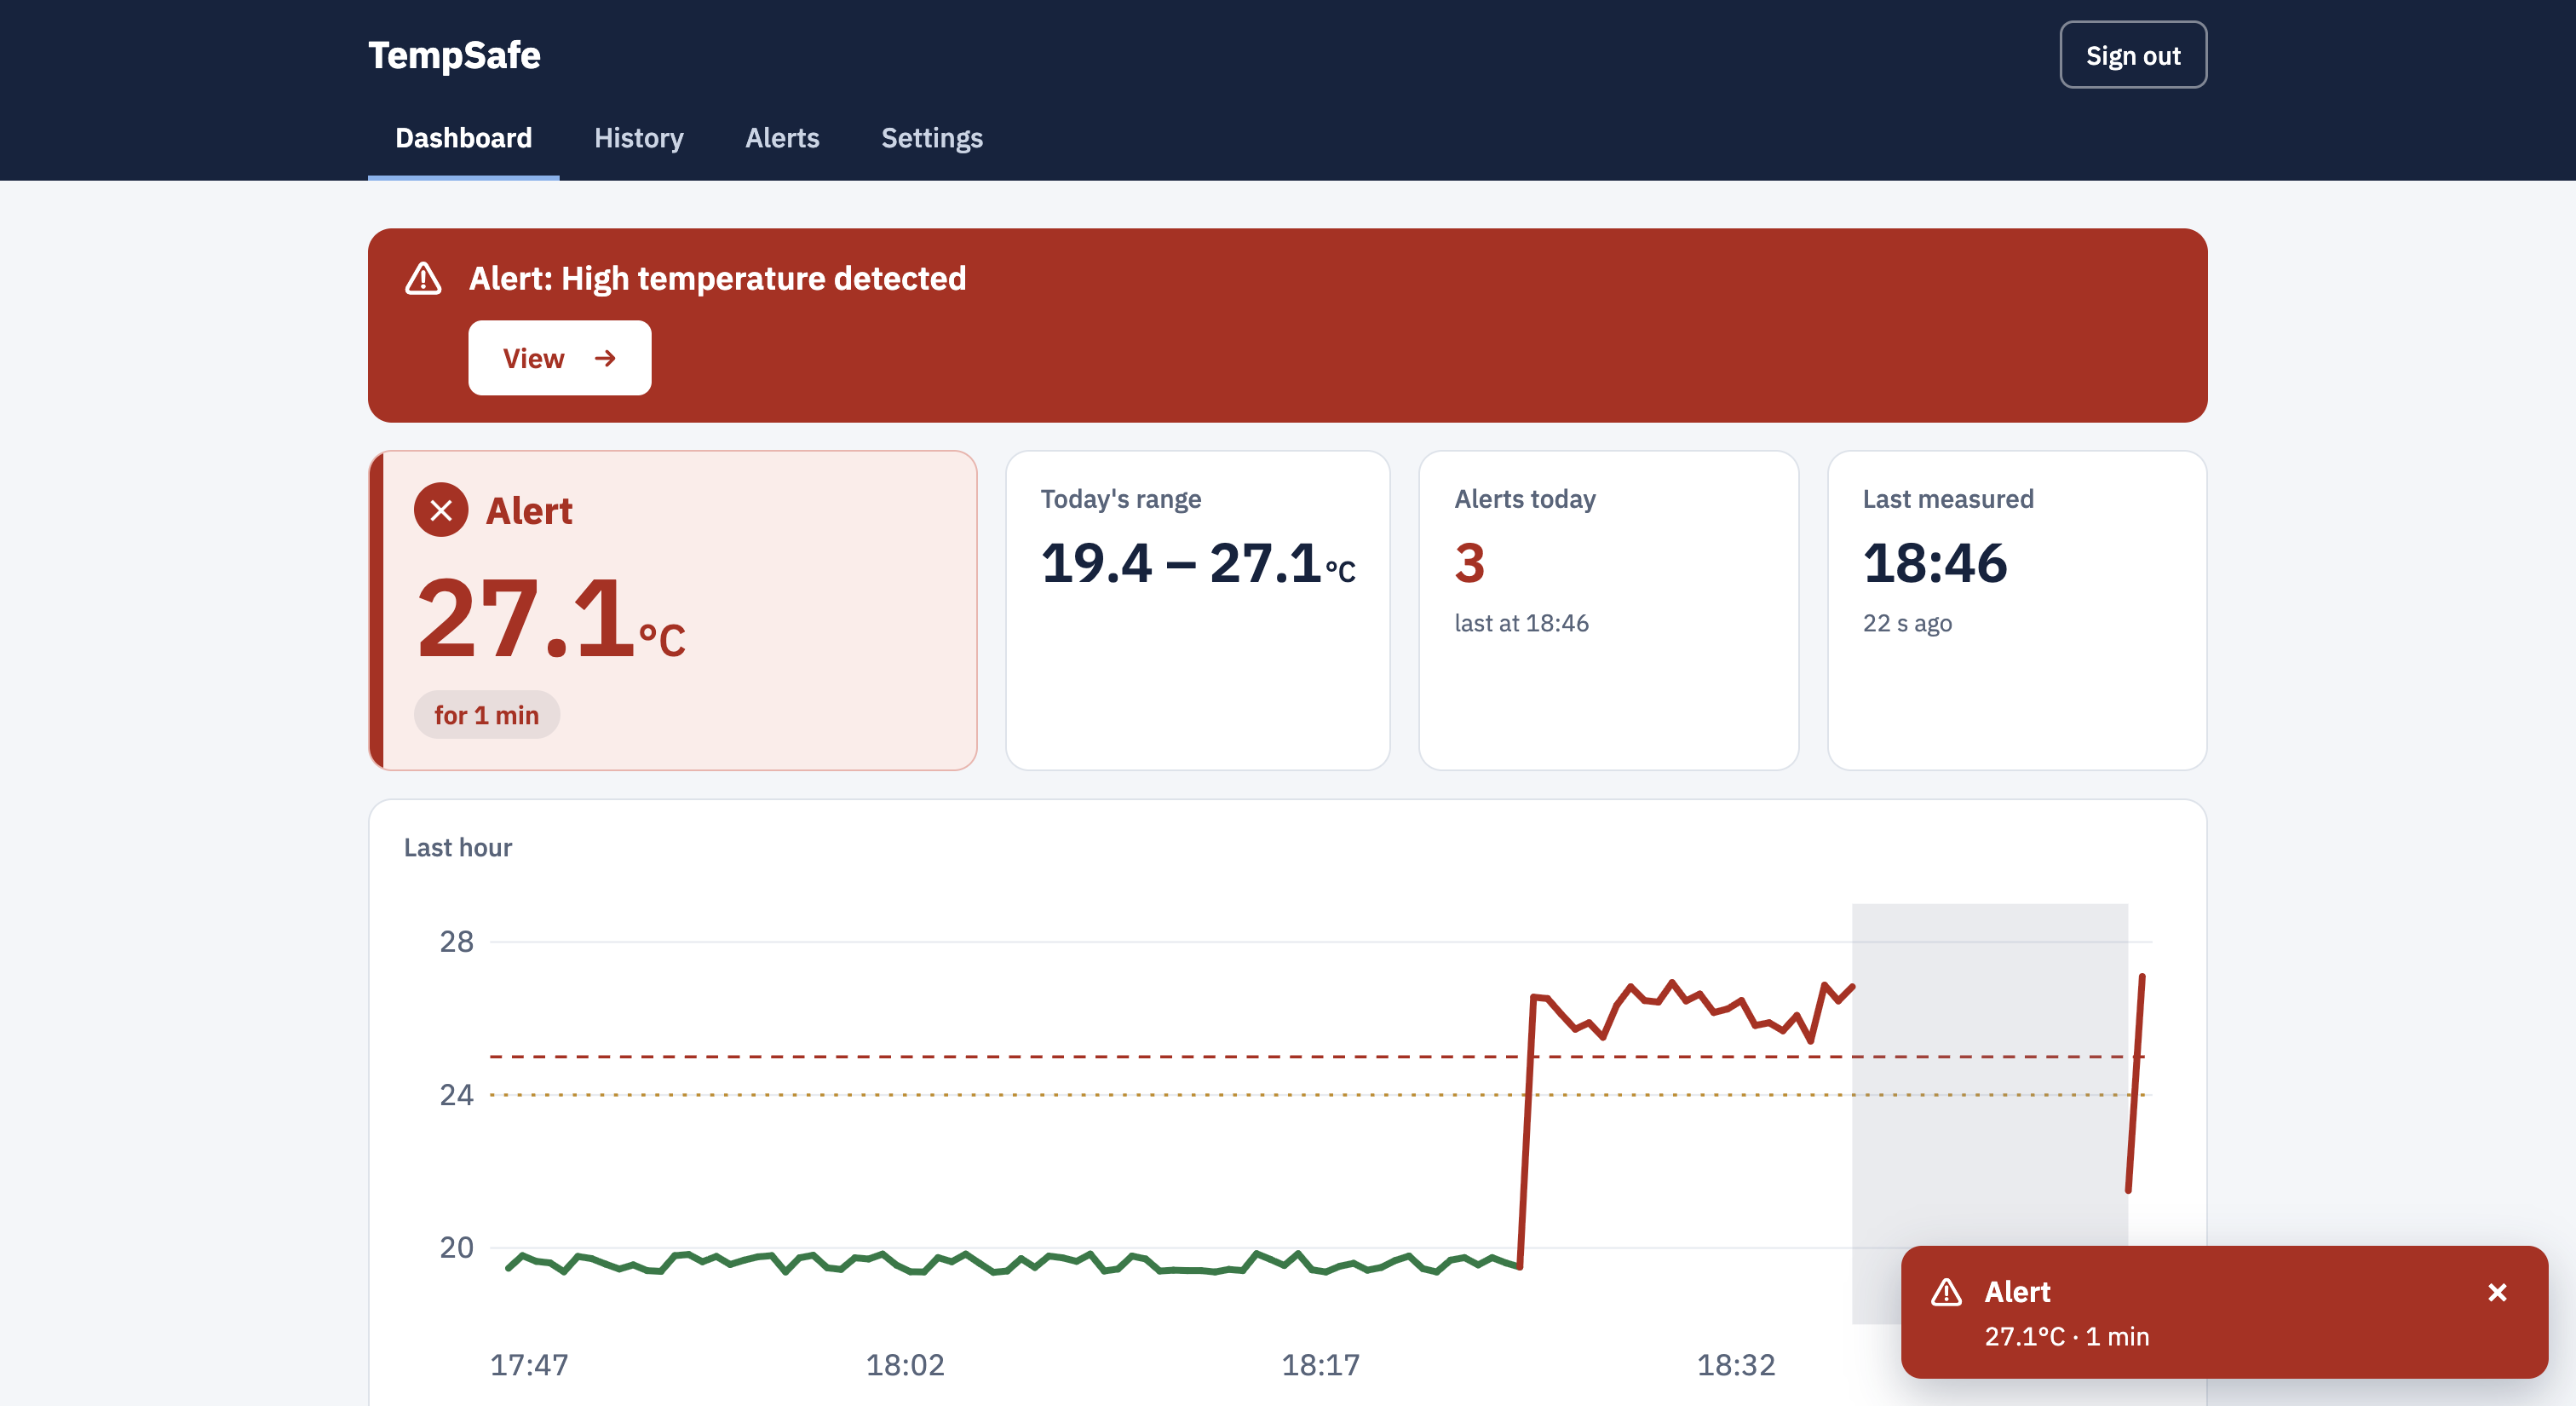 TempSafe
Sign out
Dashboard History Alerts Settings
Alert: High temperature detected
View →
Alert
27.1°C
for 1 min
Today's range
19.4 – 27.1°C
Alerts today
3
last at 18:46
Last measured
18:46
22 s ago
Last hour
28
24
20
17:47 18:02 18:17 18:32
Alert
27.1°C · 1 min